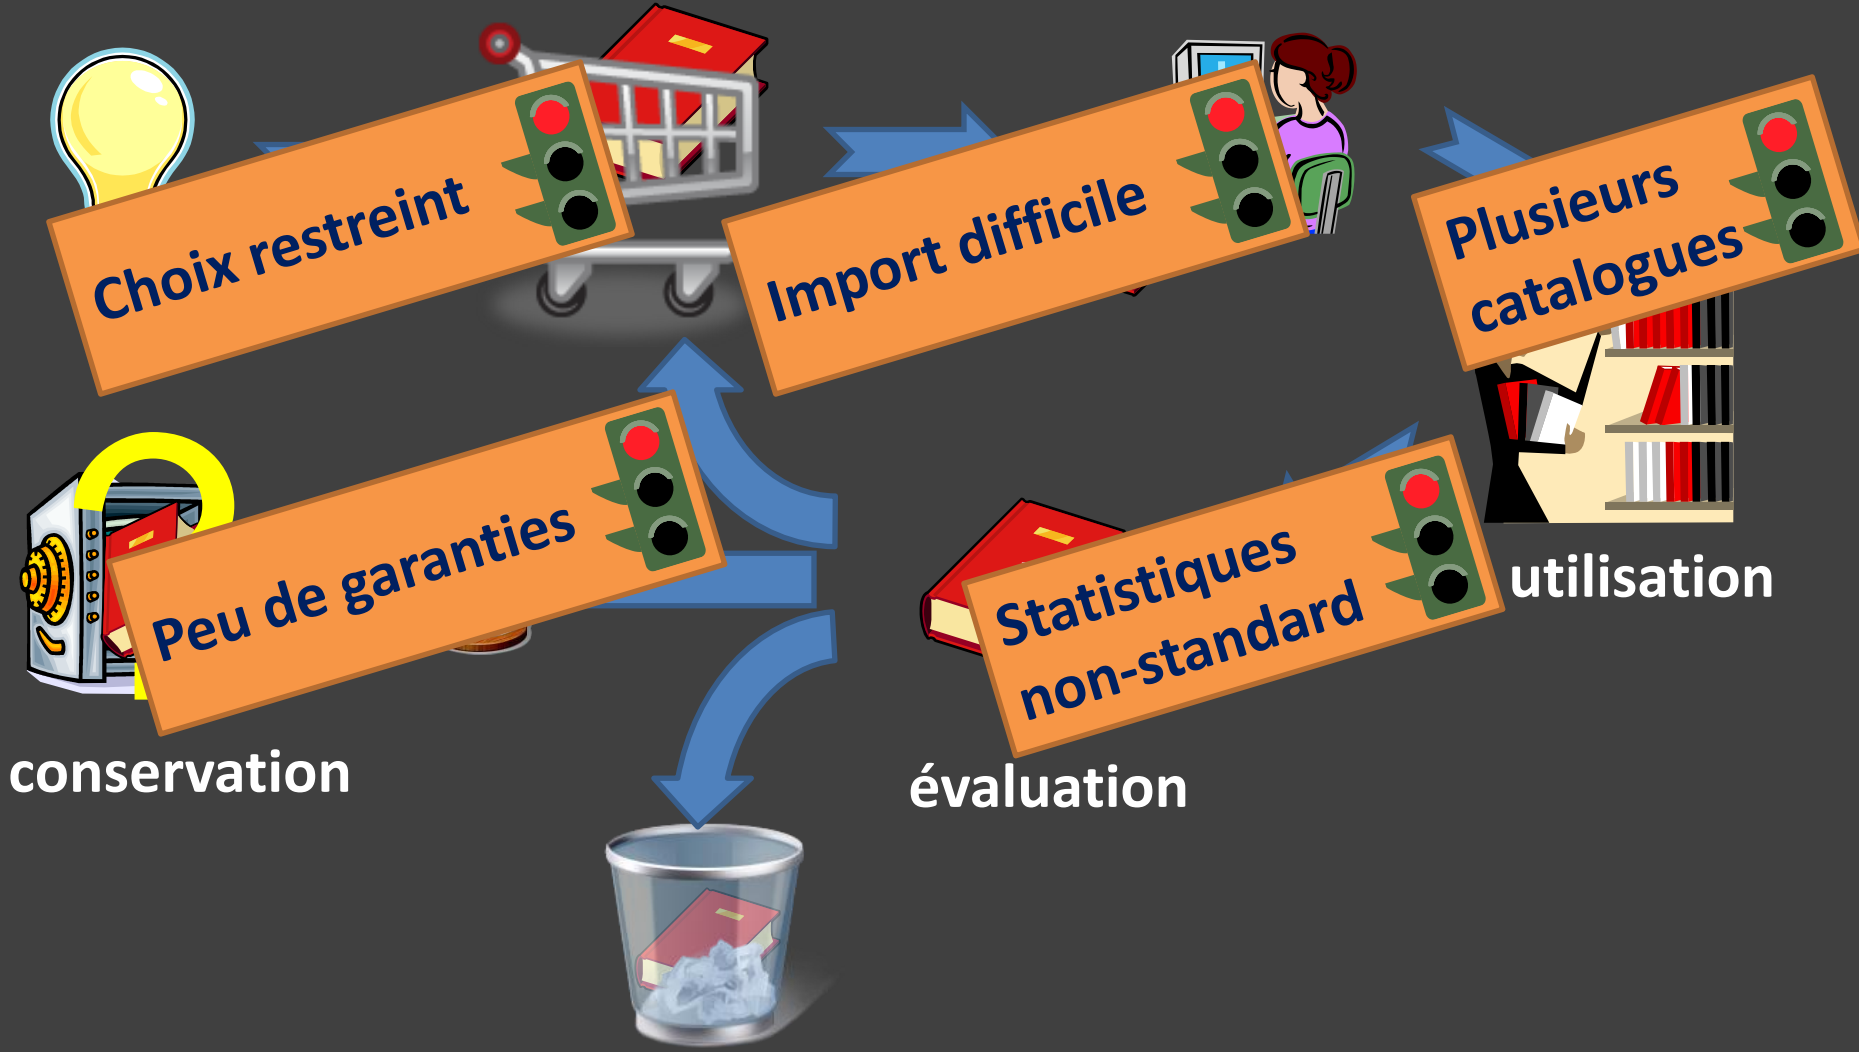 Choix restreint
Import difficile
Plusieurs
catalogues
Peu de garanties
Statistiques
non-standard
utilisation
conservation
évaluation